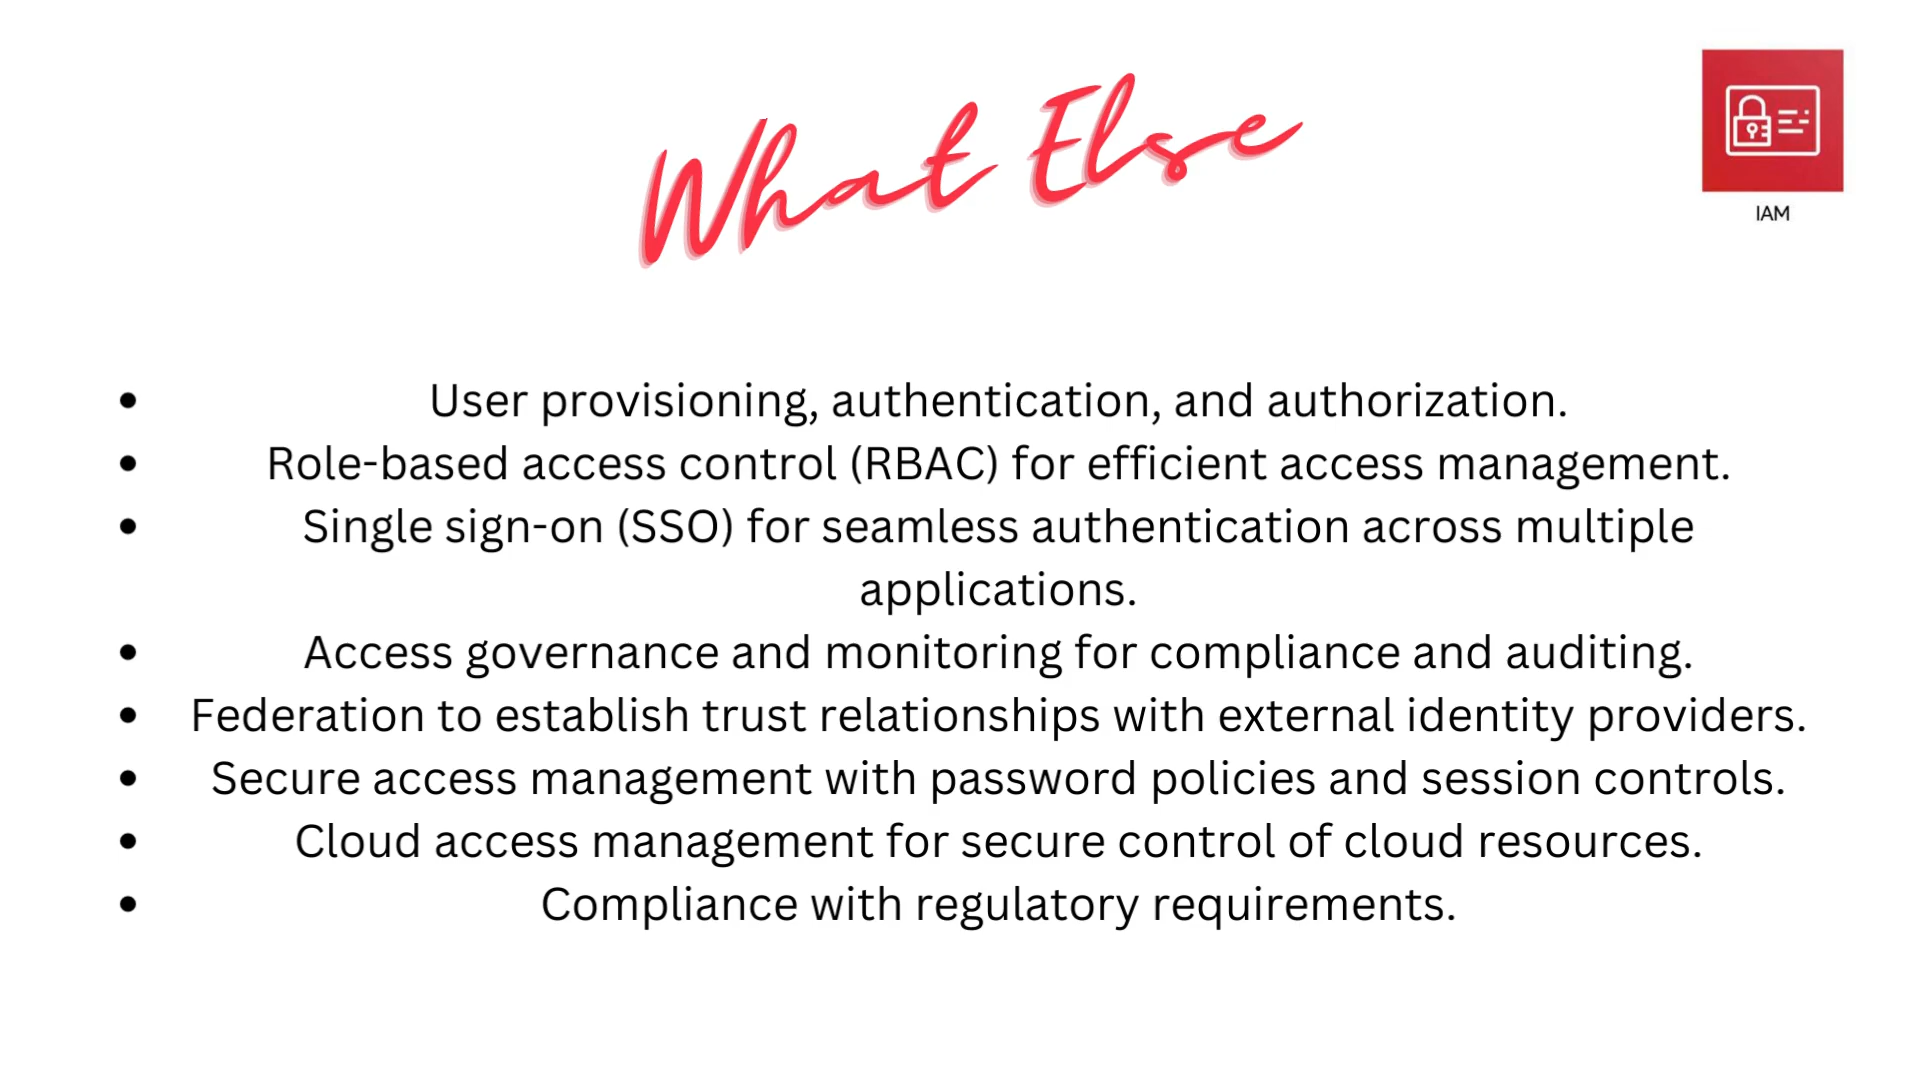 What Else
IAM
• User provisioning, authentication, and authorization.
• Role-based access control (RBAC) for efficient access management.
• Single sign-on (SSO) for seamless authentication across multiple
applications.
• Access governance and monitoring for compliance and auditing.
• Federation to establish trust relationships with external identity providers.
• Secure access management with password policies and session controls.
• Cloud access management for secure control of cloud resources.
• Compliance with regulatory requirements.